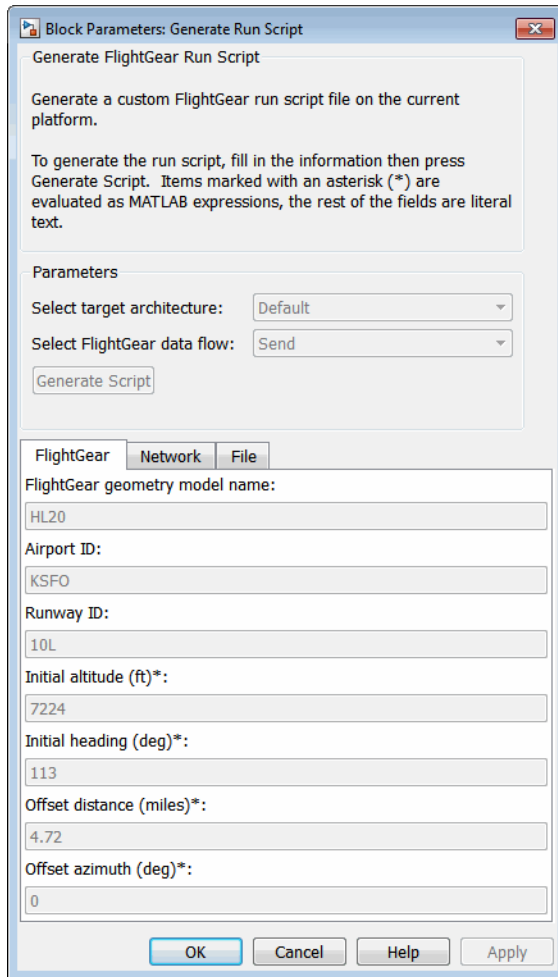 Block Parameters: Generate Run Script
Generate FlightGear Run Script
Generate a custom FlightGear run script file on the current
platform.
To generate the run script, fill in the information then press
Generate Script.  Items marked with an asterisk (*) are
evaluated as MATLAB expressions, the rest of the fields are literal
text.
Parameters
Select target architecture: Default
Select FlightGear data flow: Send
Generate Script
FlightGear Network File
FlightGear geometry model name:
HL20
Airport ID:
KSFO
Runway ID:
10L
Initial altitude (ft)*:
7224
Initial heading (deg)*:
113
Offset distance (miles)*:
4.72
Offset azimuth (deg)*:
0
OK Cancel Help Apply